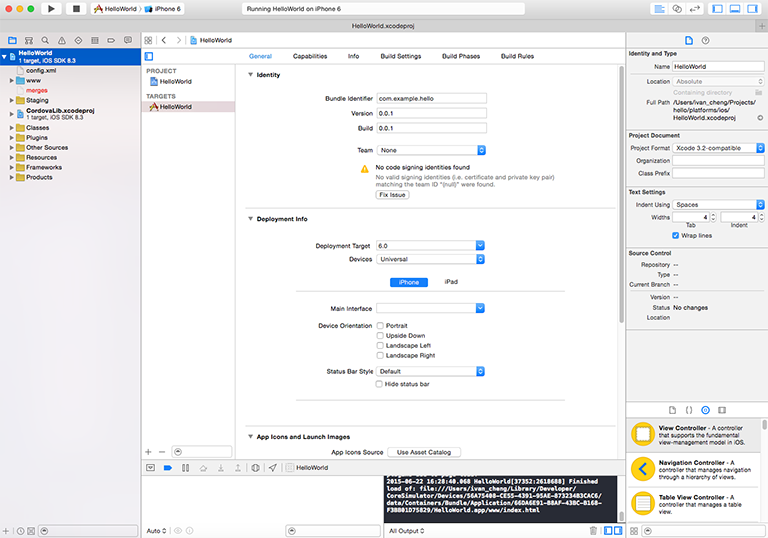 HelloWorld
iPhone 6
Running HelloWorld on iPhone 6
HelloWorld.xcodeproj
HelloWorld
1 target, iOS SDK 8.3
config.xml
www
merges
Staging
CordovaLib.xcodeproj
1 target, iOS SDK 8.3
Classes
Plugins
Other Sources
Resources
Frameworks
Products
HelloWorld
General
Capabilities
Info
Build Settings
Build Phases
Build Rules
PROJECT
HelloWorld
TARGETS
HelloWorld
Identity
Bundle Identifier
com.example.hello
Version
0.0.1
Build
0.0.1
Team
None
No code signing identities found
No valid signing identities (i.e. certificate and private key pair)
matching the team ID "(null)" were found.
Fix Issue
Deployment Info
Deployment Target
6.0
Devices
Universal
iPhone
iPad
Main Interface
Device Orientation
Portrait
Upside Down
Landscape Left
Landscape Right
Status Bar Style
Default
Hide status bar
App Icons and Launch Images
App Icons Source
Use Asset Catalog
HelloWorld
2015-06-22 16:28:40.068 HelloWorld[37352:2618688] Finished
load of: file:///Users/ivan_cheng/Library/Developer/
CoreSimulator/Devices/56A75408-CE55-4391-95AE-873234B3CAC6/
data/Containers/Bundle/Application/66DA6E91-B8AF-43BC-B168-
F3BB01D75829/HelloWorld.app/www/index.html
Auto
All Output
Identity and Type
Name
HelloWorld
Location
Absolute
Containing directory
Full Path
/Users/ivan_cheng/Projects/
hello/platforms/ios/
HelloWorld.xcodeproj
Project Document
Project Format
Xcode 3.2-compatible
Organization
Class Prefix
Text Settings
Indent Using
Spaces
Widths
4
4
Tab
Indent
Wrap lines
Source Control
Repository --
Type --
Current Branch --
Version --
Status No changes
Location
View Controller - A controller
that supports the fundamental
view-management model in iOS.
Navigation Controller - A
controller that manages navigation
through a hierarchy of views.
Table View Controller - A
controller that manages a table
view.